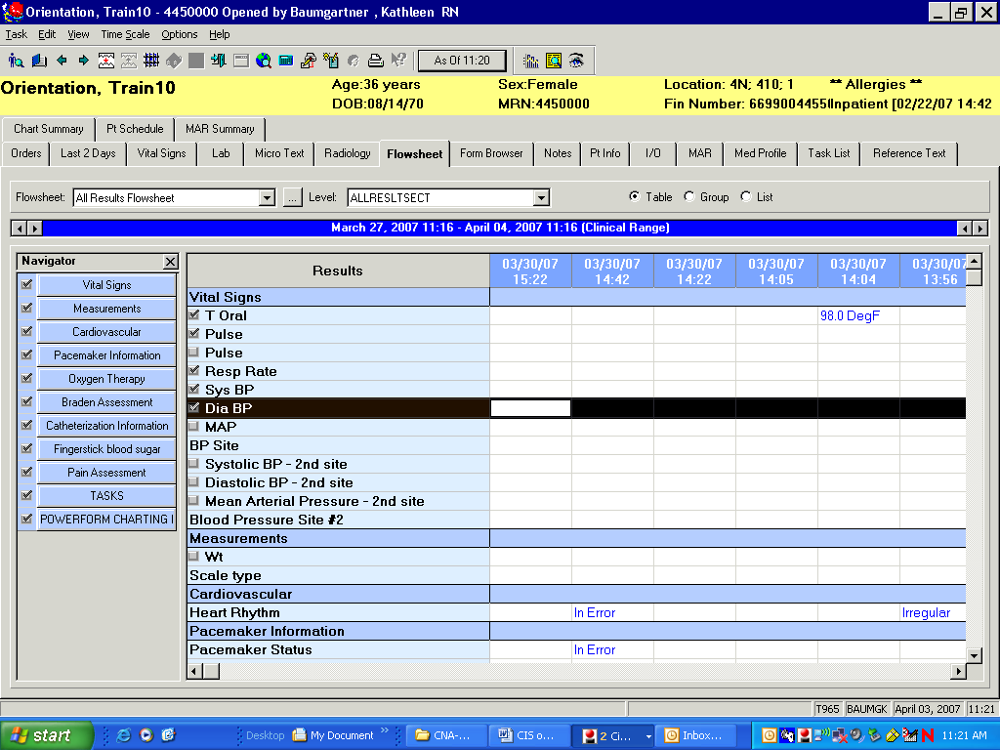 Orientation, Train10 - 4450000 Opened by Baumgartner , Kathleen RN
Task Edit View Time Scale Options Help
As Of 11:20
Orientation, Train10 Age:36 years Sex:Female Location: 4N; 410; 1 ** Allergies **
DOB:08/14/70 MRN:4450000 Fin Number: 6699004455 Inpatient [02/22/07 14:42
Chart Summary Pt Schedule MAR Summary
Orders Last 2 Days Vital Signs Lab Micro Text Radiology Flowsheet Form Browser Notes Pt Info I/O MAR Med Profile Task List Reference Text
Flowsheet: All Results Flowsheet ... Level: ALLRESLTSECT Table Group List
March 27, 2007 11:16 - April 04, 2007 11:16 (Clinical Range)
Navigator
Vital Signs
Measurements
Cardiovascular
Pacemaker Information
Oxygen Therapy
Braden Assessment
Catheterization Information
Fingerstick blood sugar
Pain Assessment
TASKS
POWERFORM CHARTING
Results 03/30/07 03/30/07 03/30/07 03/30/07 03/30/07 03/30/07
15:22 14:42 14:22 14:05 14:04 13:56
Vital Signs
T Oral 98.0 DegF
Pulse
Pulse
Resp Rate
Sys BP
Dia BP
MAP
BP Site
Systolic BP - 2nd site
Diastolic BP - 2nd site
Mean Arterial Pressure - 2nd site
Blood Pressure Site #2
Measurements
Wt
Scale type
Cardiovascular
Heart Rhythm In Error Irregular
Pacemaker Information
Pacemaker Status In Error
T965 BAUMGK April 03, 2007 11:21
start Desktop My Document » CNA-... CIS o... 2 Ci... Inbox... 11:21 AM